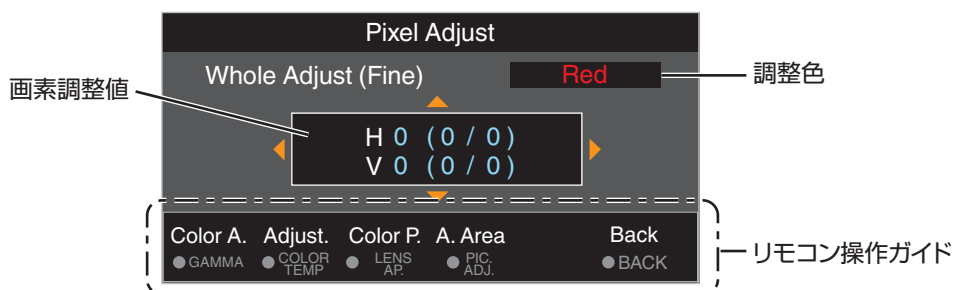 Pixel Adjust
Whole Adjust (Fine) Red
調整色
画素調整値
H 0 (0 / 0)
V 0 (0 / 0)
Color A. Adjust. Color P. A. Area Back
GAMMA COLOR TEMP LENS AP. PIC. ADJ. BACK
リモコン操作ガイド